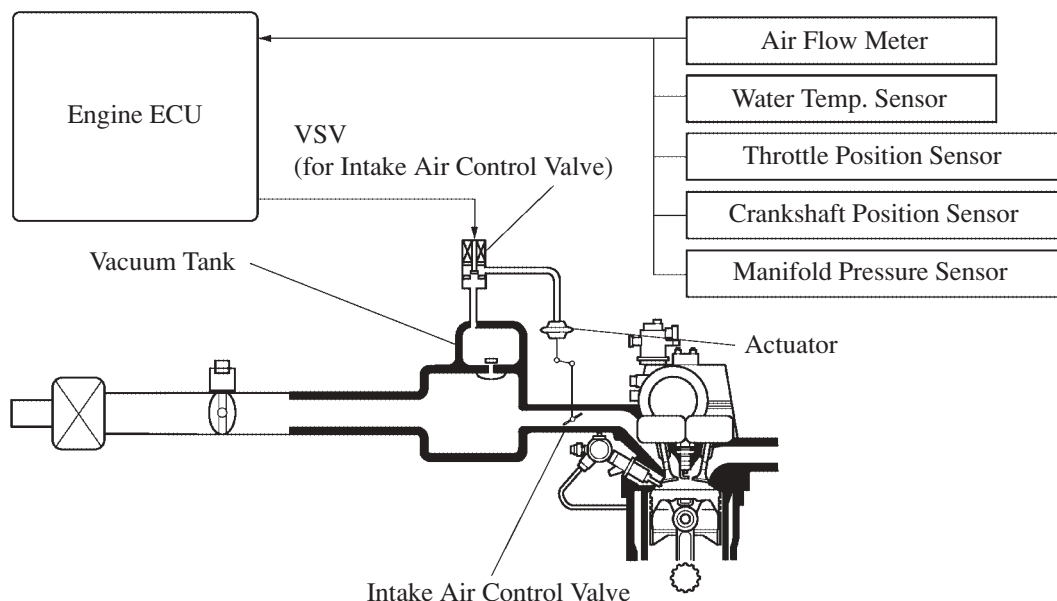 Engine ECU
Air Flow Meter
Water Temp. Sensor
Throttle Position Sensor
Crankshaft Position Sensor
Manifold Pressure Sensor
VSV
(for Intake Air Control Valve)
Vacuum Tank
Actuator
Intake Air Control Valve